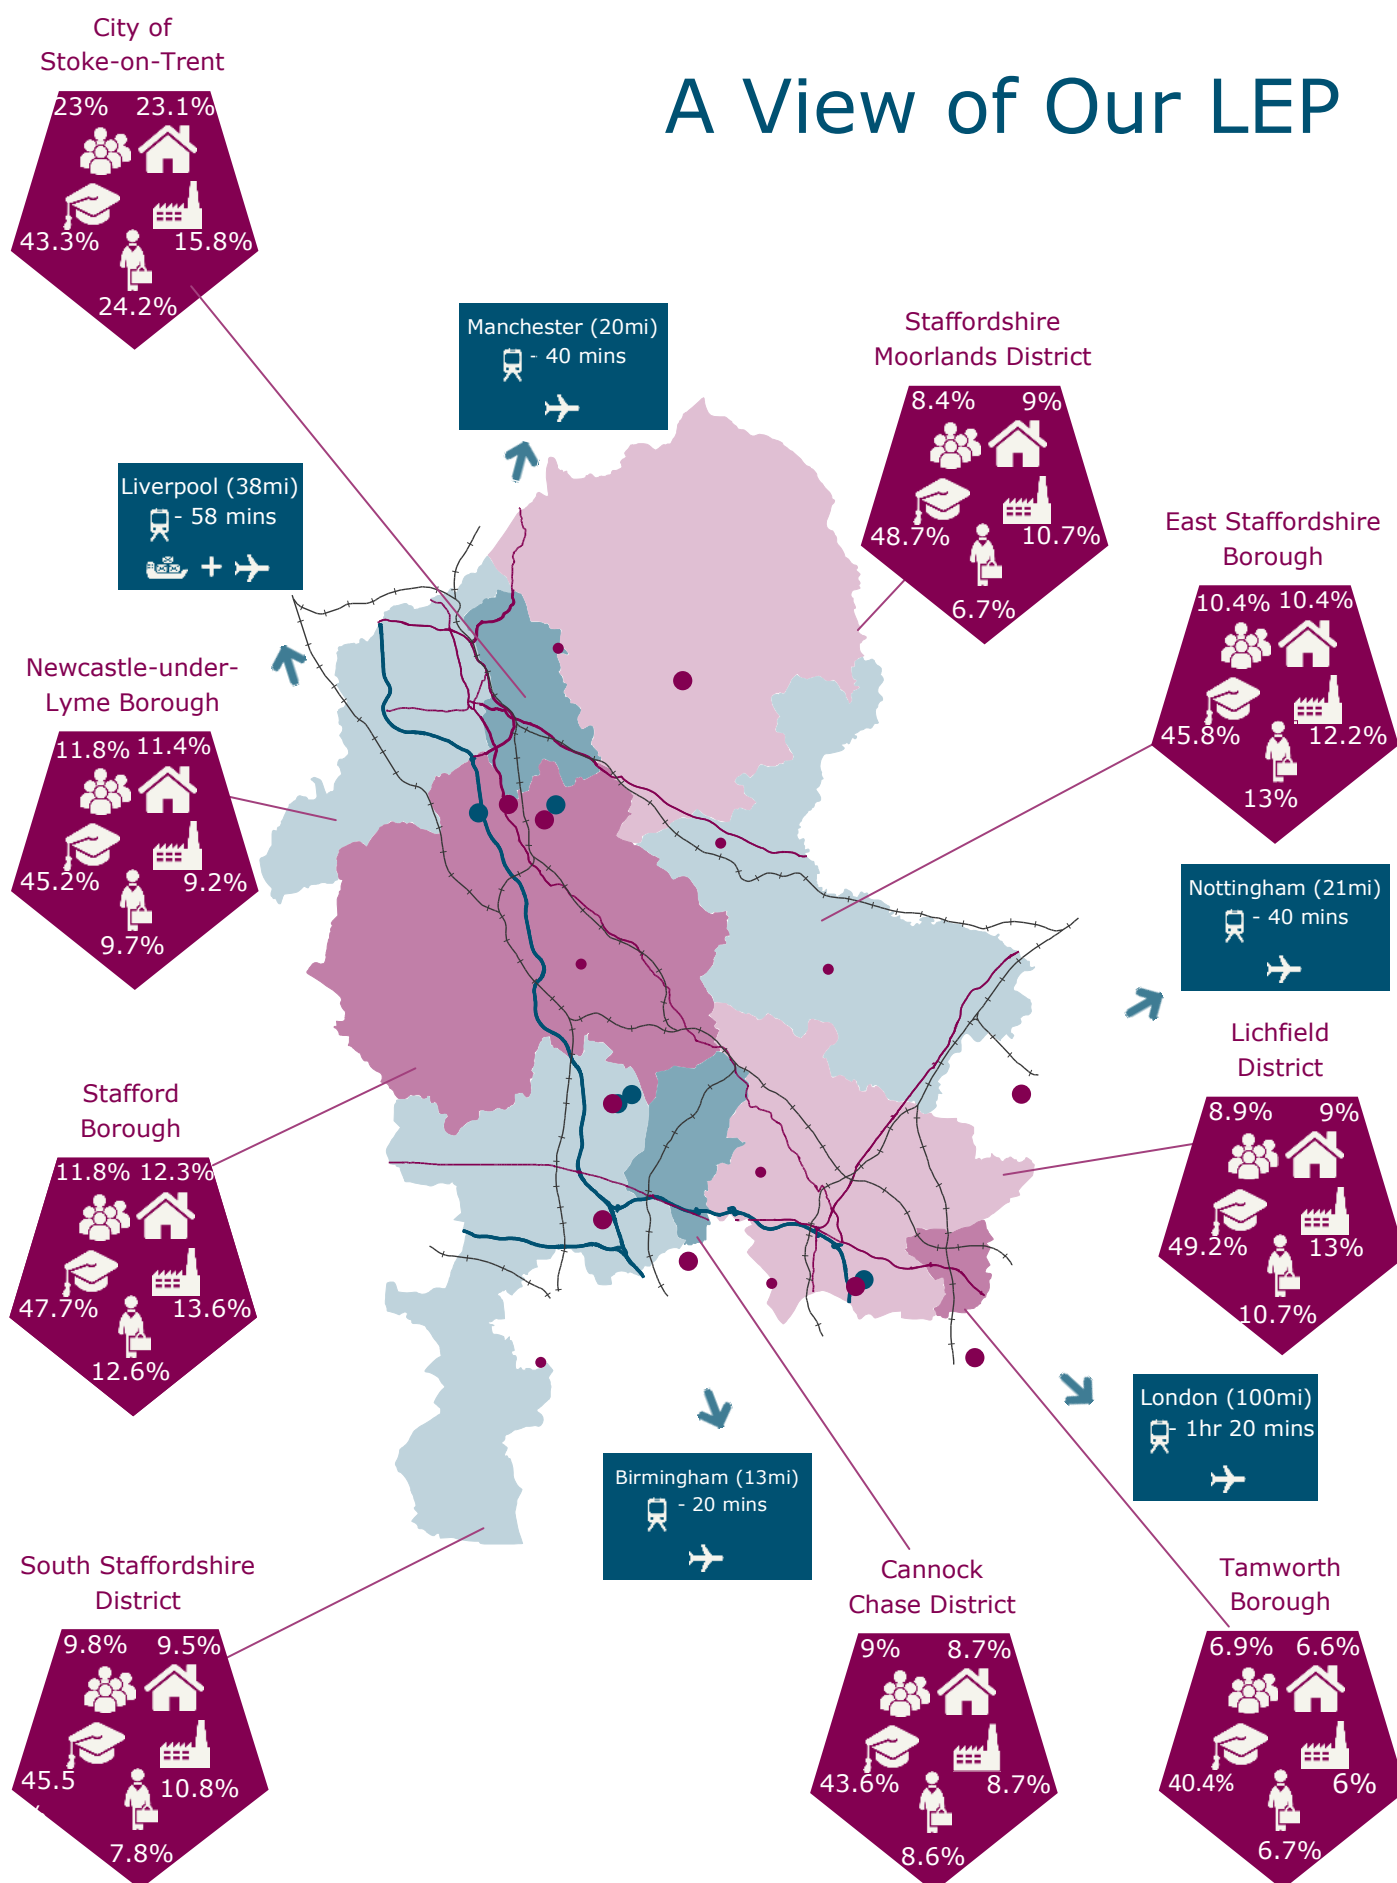 A View of Our LEP
City of
Stoke-on-Trent
23% 23.1%
43.3% 15.8%
24.2%
Manchester (20mi)
- 40 mins
Staffordshire
Moorlands District
8.4% 9%
48.7% 10.7%
6.7%
Liverpool (38mi)
- 58 mins
+
East Staffordshire
Borough
10.4% 10.4%
45.8% 12.2%
13%
Newcastle-under-
Lyme Borough
11.8% 11.4%
45.2% 9.2%
9.7%
Nottingham (21mi)
- 40 mins
Lichfield
District
8.9% 9%
49.2% 13%
10.7%
Stafford
Borough
11.8% 12.3%
47.7% 13.6%
12.6%
London (100mi)
- 1hr 20 mins
Birmingham (13mi)
- 20 mins
South Staffordshire
District
9.8% 9.5%
45.5 10.8%
7.8%
Cannock
Chase District
9% 8.7%
43.6% 8.7%
8.6%
Tamworth
Borough
6.9% 6.6%
40.4% 6%
6.7%